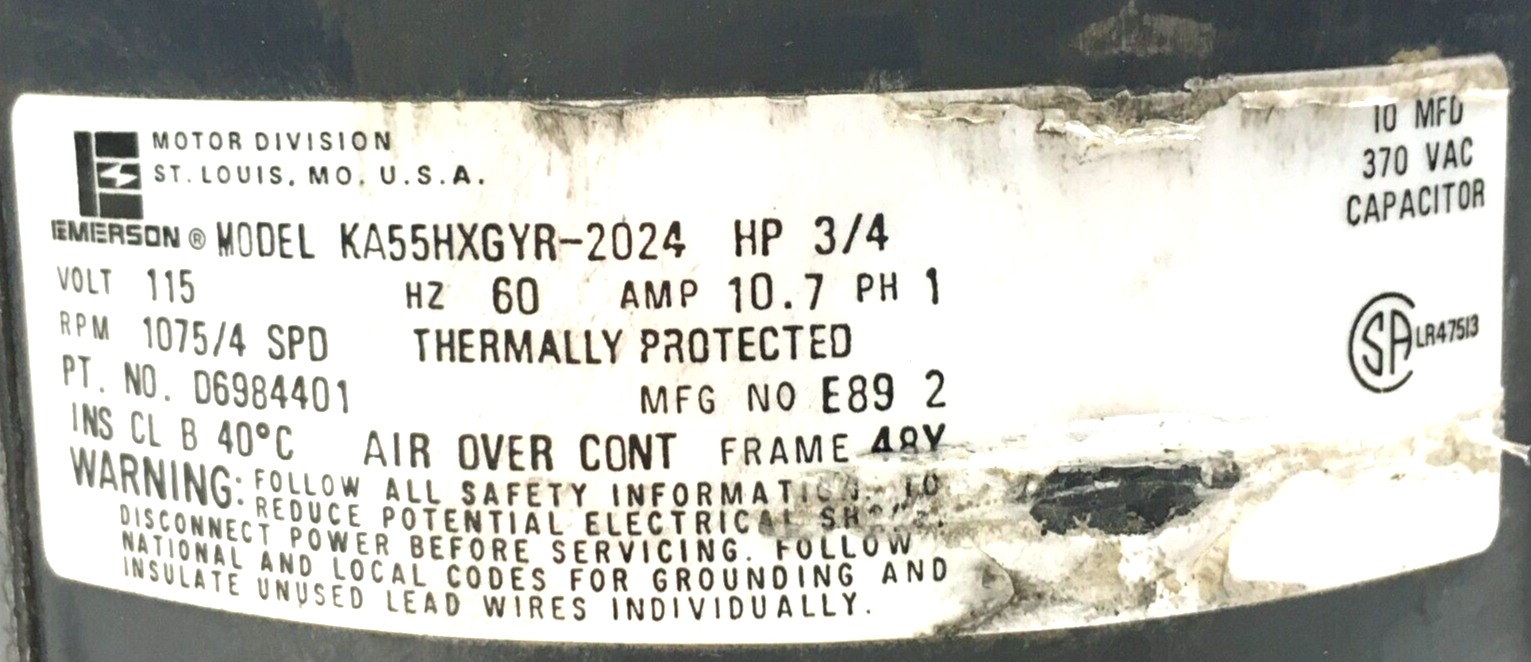 MOTOR DIVISION
ST. LOUIS, MO. U.S.A.
EMERSON® MODEL KA55HXGYR-2024 HP 3/4
VOLT 115 HZ 60 AMP 10.7 PH 1
RPM 1075/4 SPD THERMALLY PROTECTED
PT. NO. D6984401 MFG NO E89 2
INS CL B 40°C AIR OVER CONT FRAME 48Y
WARNING: FOLLOW ALL SAFETY INFORMATION TO
REDUCE POTENTIAL ELECTRICAL
DISCONNECT POWER BEFORE SERVICING. FOLLOW
NATIONAL AND LOCAL CODES FOR GROUNDING AND
INSULATE UNUSED LEAD WIRES INDIVIDUALLY.
10 MFD
370 VAC
CAPACITOR
SA LR47513